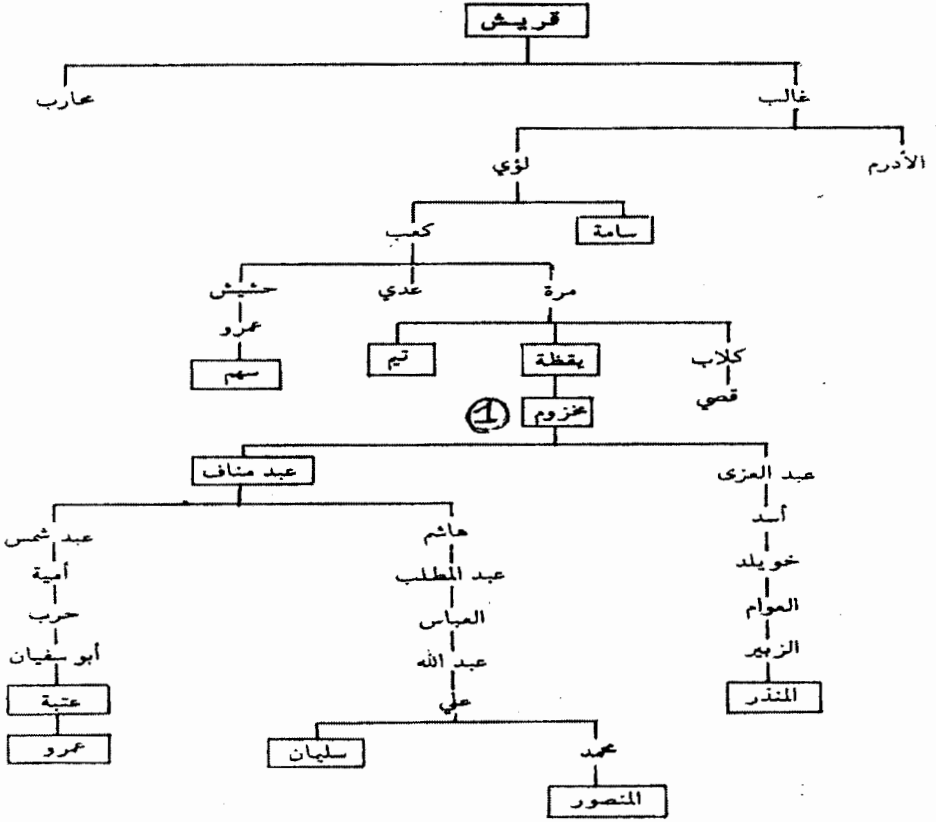 قريش
غالب
محارب
الأدرم
لؤي
سامة
كعب
مرة
عدي
حشيش
عمرو
سهم
تيم
يقظة
كلاب
قصي
مخزوم
1
عبد مناف
عبد العزى
عبد شمس
هاشم
أسد
أمية
عبد المطلب
خويلد
حرب
العباس
العوام
أبو سفيان
عبد الله
الزبير
عتبة
علي
المنذر
عمرو
سليمان
محمد
المنصور